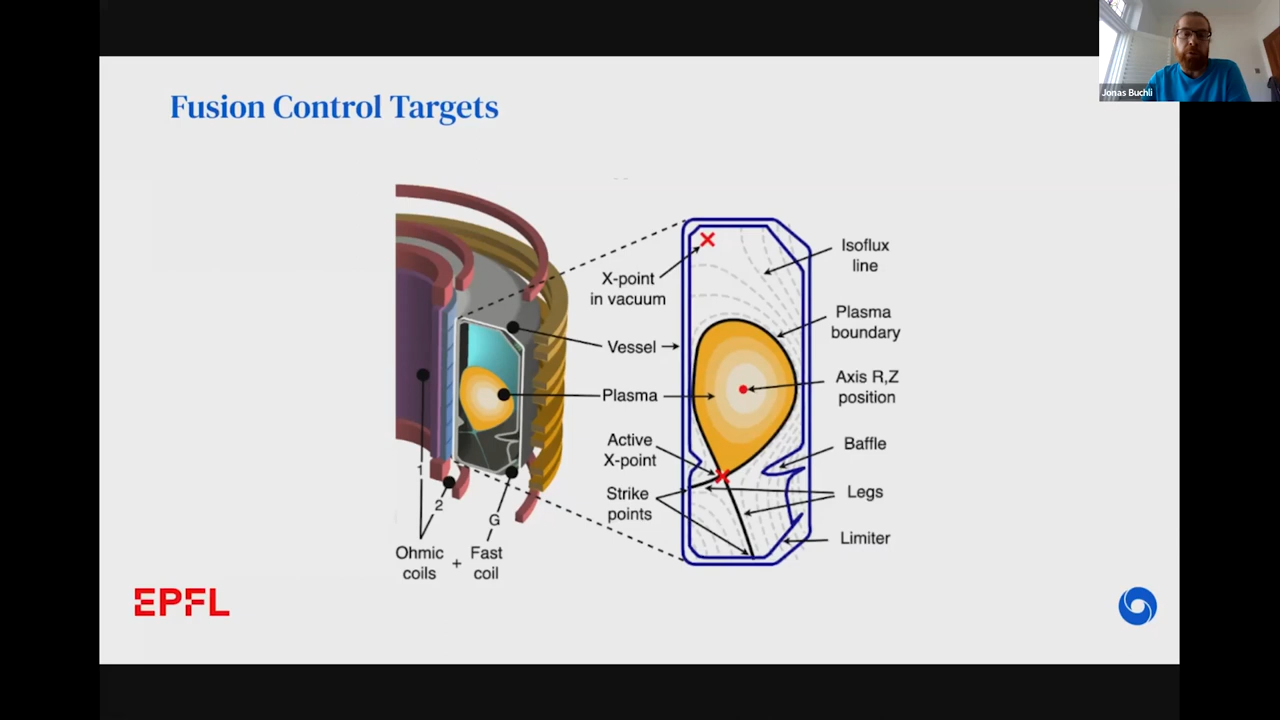 Jonas Buchli
Fusion Control Targets
X-point
in vacuum
Vessel
Plasma
Active
X-point
Strike
points
Isoflux
line
Plasma
boundary
Axis R,Z
position
Baffle
Legs
Limiter
1
2
G
Ohmic
coils
+
Fast
coil
EPFL